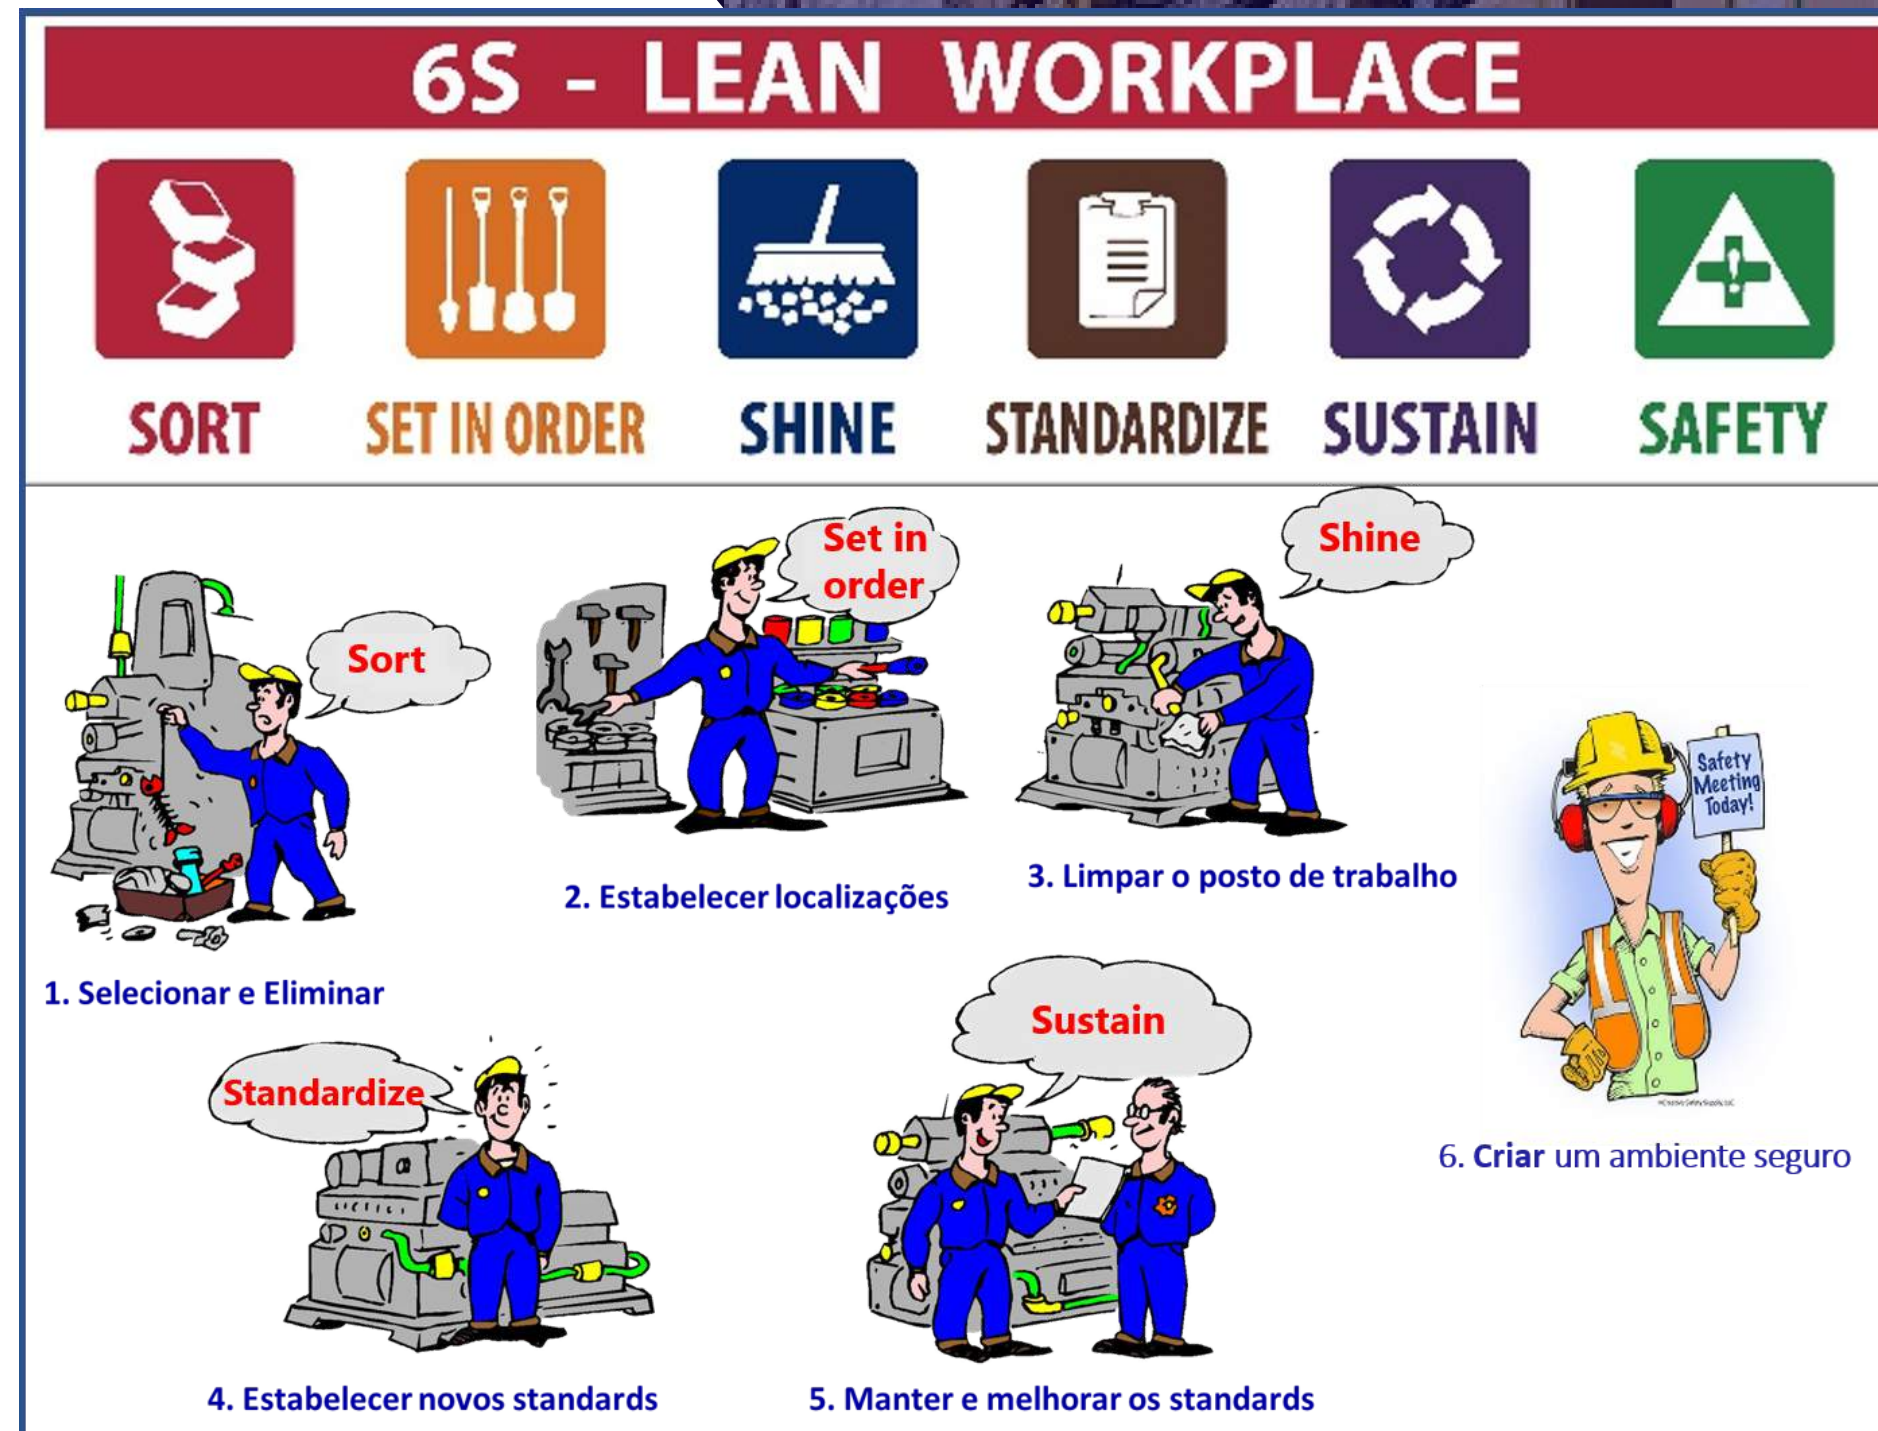 6S - LEAN WORKPLACE
SORT
SET IN ORDER
SHINE
STANDARDIZE
SUSTAIN
SAFETY
Sort
1. Selecionar e Eliminar
Set in
order
2. Estabelecer localizações
Shine
3. Limpar o posto de trabalho
Standardize
4. Estabelecer novos standards
Sustain
5. Manter e melhorar os standards
Safety
Meeting
Today!
6. Criar um ambiente seguro